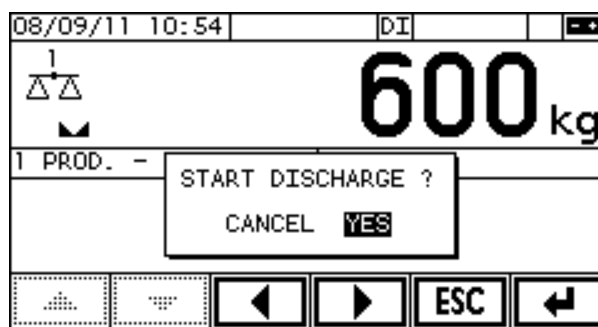 08/09/11 10:54 DI
1
600 kg
1 PROD. -
START DISCHARGE ?
CANCEL YES
ESC